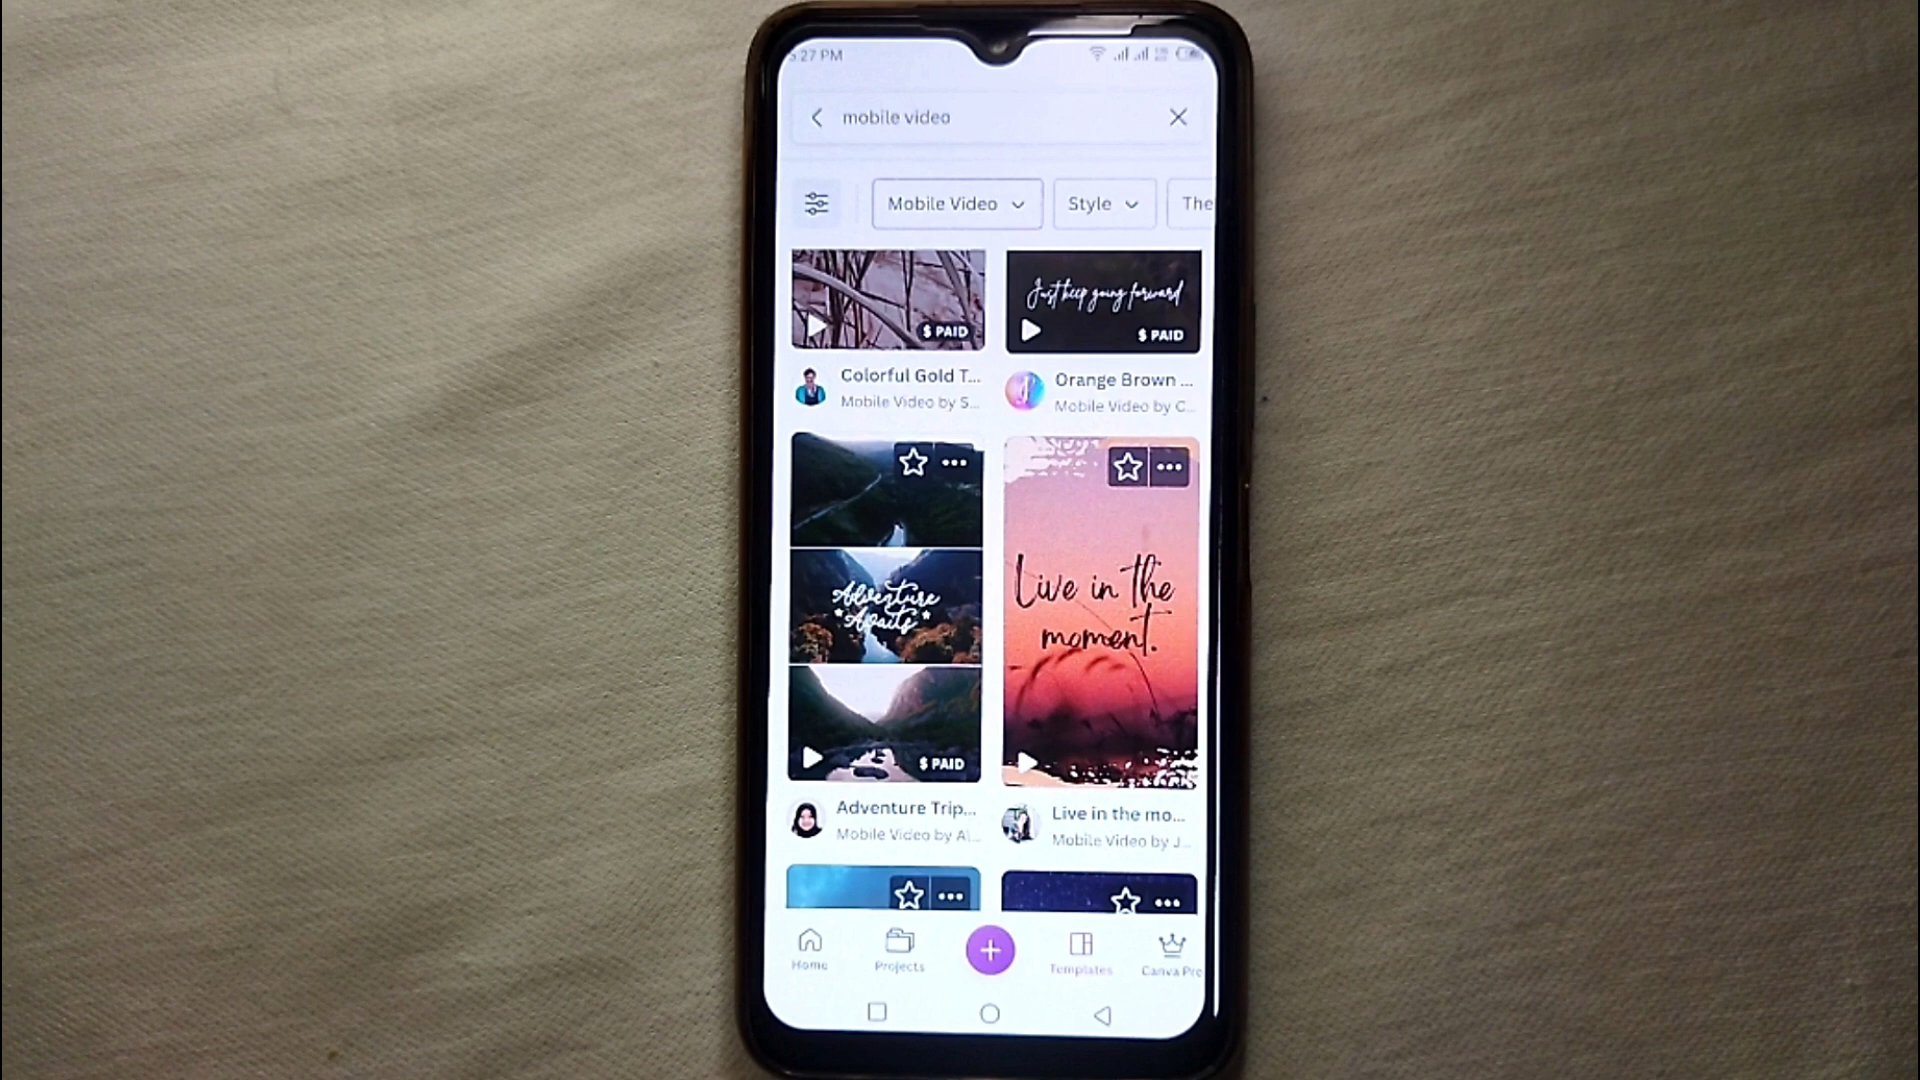 5:27 PM
mobile video
Mobile Video
Style
The
$ PAID
Just keep going forward
$ PAID
Colorful Gold T...
Mobile Video by S...
Orange Brown ...
Mobile Video by C...
Adventure
Awaits
$ PAID
Live in the
moment.
Adventure Trip...
Mobile Video by Al...
Live in the mo...
Mobile Video by J...
Home
Projects
Templates
Canva Pro